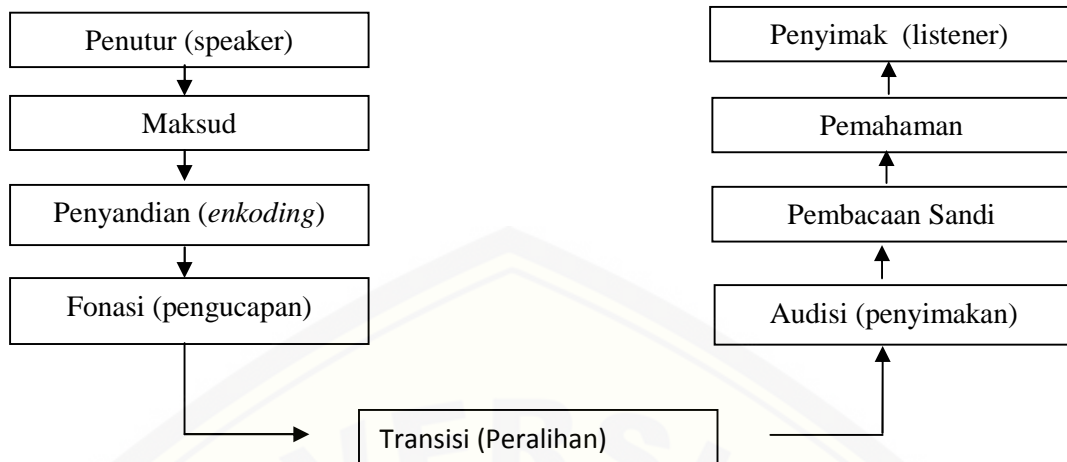 Penutur (speaker)
Maksud
Penyandian (enkoding)
Fonasi (pengucapan)
Transisi (Peralihan)
Penyimak (listener)
Pemahaman
Pembacaan Sandi
Audisi (penyimakan)